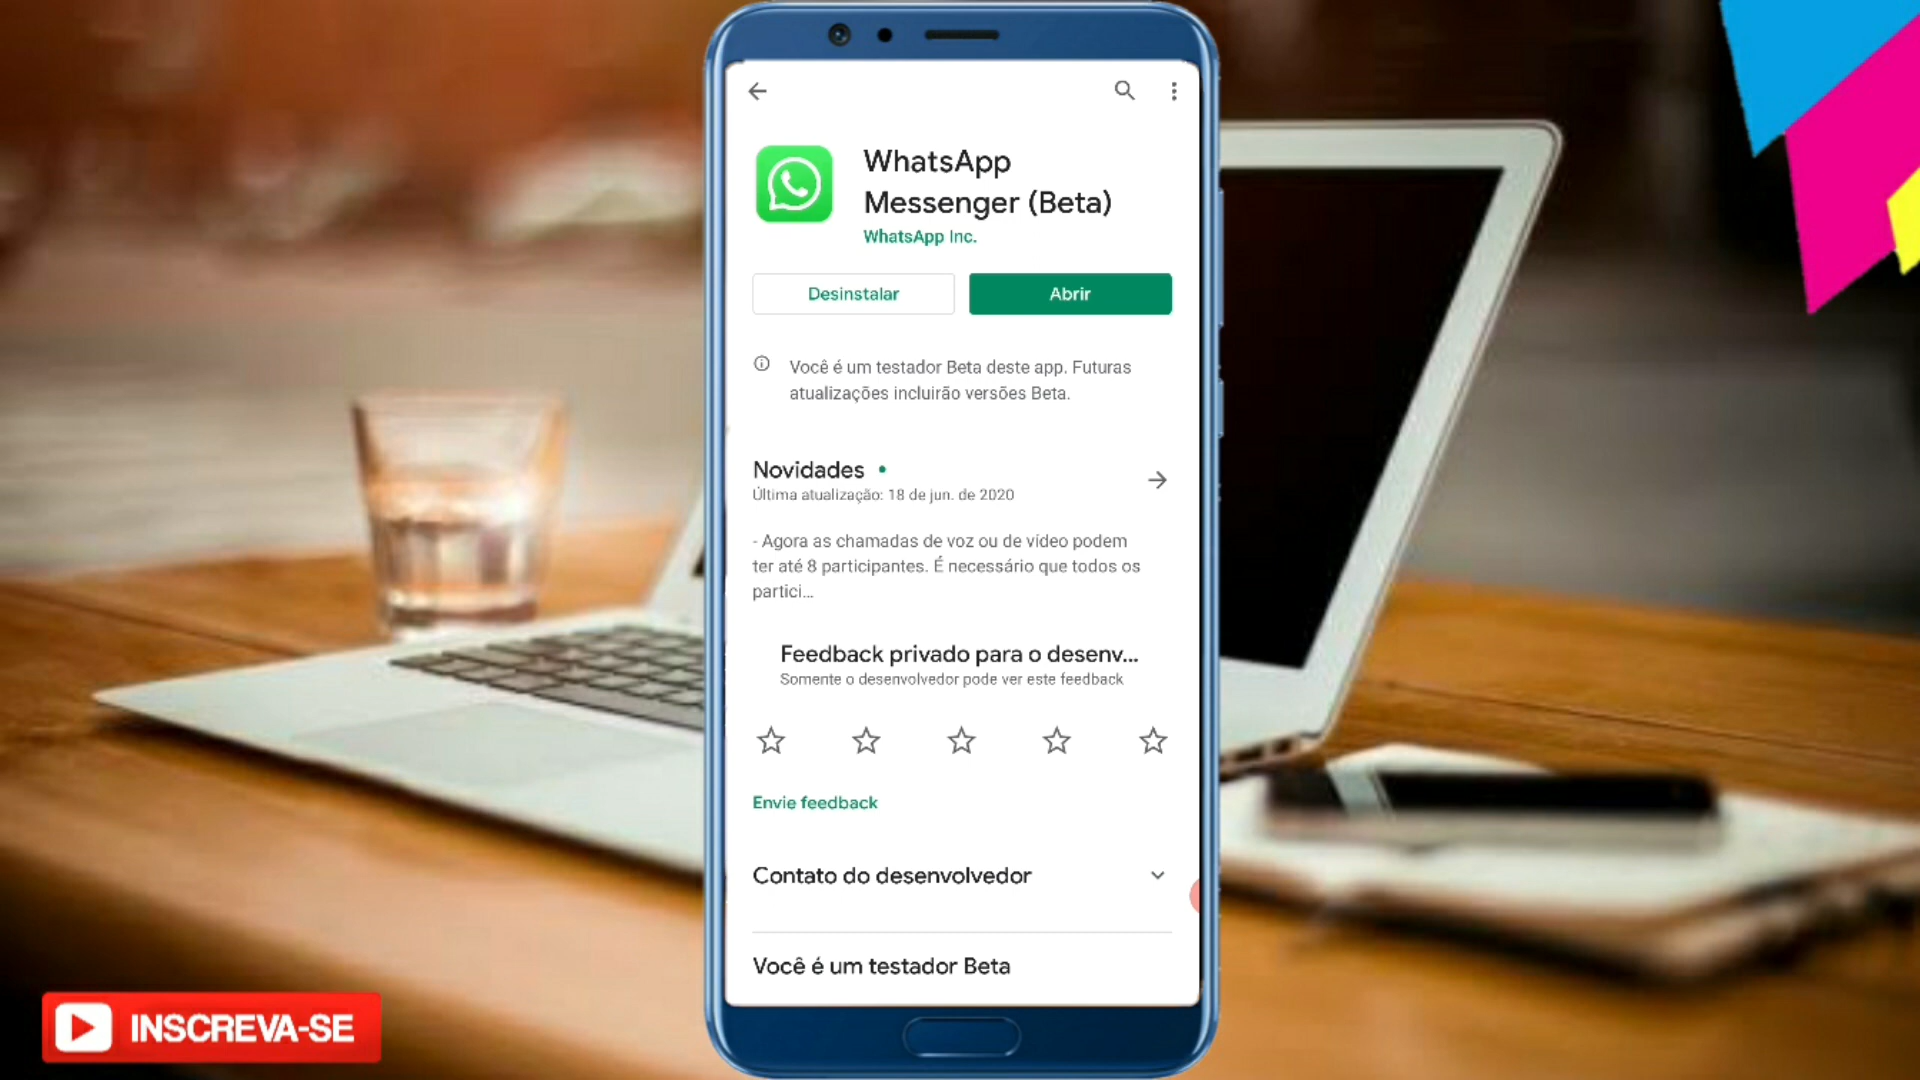 WhatsApp
Messenger (Beta)
WhatsApp Inc.
Desinstalar
Abrir
Você é um testador Beta deste app. Futuras
atualizações incluirão versões Beta.
Novidades
Última atualização: 18 de jun. de 2020
- Agora as chamadas de voz ou de vídeo podem
ter até 8 participantes. É necessário que todos os
partici...
Feedback privado para o desenv...
Somente o desenvolvedor pode ver este feedback
Envie feedback
Contato do desenvolvedor
Você é um testador Beta
INSCREVA-SE